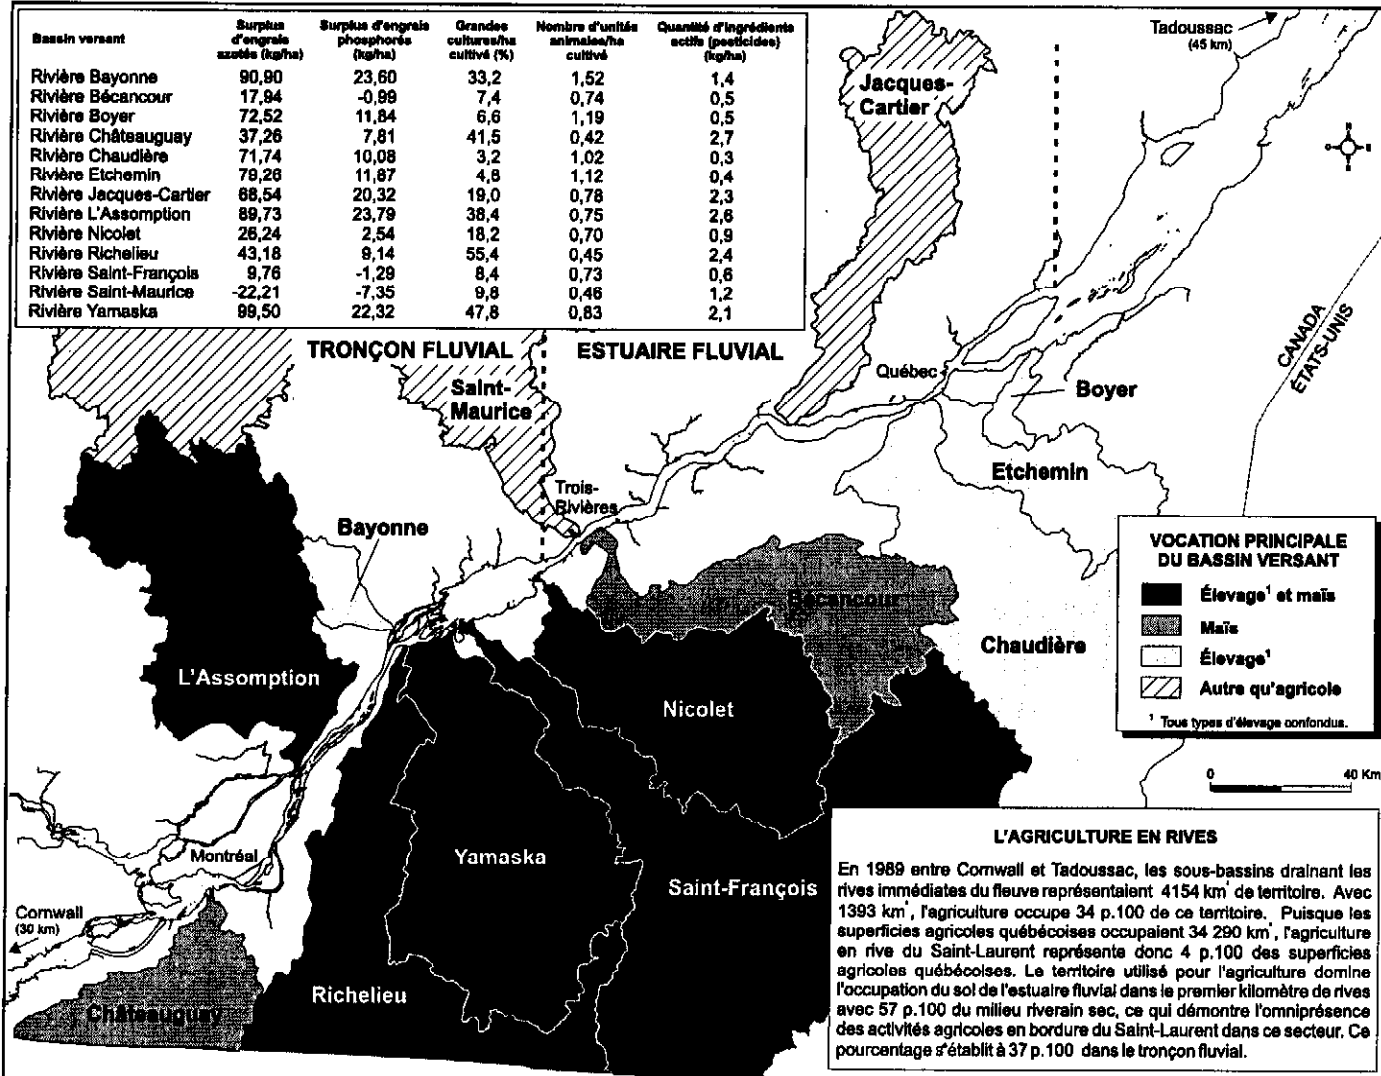 Bassin versant Surplus d'engrais azotés (kg/ha) Surplus d'engrais phosphorés (kg/ha) Grandes cultures/ha cultivé (%) Nombre d'unités animales/ha cultivé Quantité d'ingrédients actifs (pesticides) (kg/ha)
Rivière Bayonne 90,90 23,60 33,2 1,52 1,4
Rivière Bécancour 17,94 -0,99 7,4 0,74 0,5
Rivière Boyer 72,52 11,84 6,6 1,19 0,5
Rivière Châteauguay 37,26 7,81 41,5 0,42 2,7
Rivière Chaudière 71,74 10,08 3,2 1,02 0,3
Rivière Etchemin 79,26 11,87 4,8 1,12 0,4
Rivière Jacques-Cartier 68,54 20,32 19,0 0,78 2,3
Rivière L'Assomption 89,73 23,79 38,4 0,75 2,6
Rivière Nicolet 26,24 2,54 18,2 0,70 0,9
Rivière Richelieu 43,18 9,14 55,4 0,45 2,4
Rivière Saint-François 9,76 -1,29 8,4 0,73 0,6
Rivière Saint-Maurice -22,21 -7,35 9,8 0,46 1,2
Rivière Yamaska 99,50 22,32 47,8 0,83 2,1
Tadoussac
(45 km)
Jacques-
Cartier
N
O E
S
CANADA
ÉTATS-UNIS
TRONÇON FLUVIAL
ESTUAIRE FLUVIAL
Saint-
Maurice
Québec
Boyer
Etchemin
Trois-
Rivières
Bayonne
Bécancour
Chaudière
L'Assomption
Nicolet
Yamaska
Saint-François
Montréal
Cornwall
(30 km)
Richelieu
Châteauguay
VOCATION PRINCIPALE
DU BASSIN VERSANT
Élevage¹ et maïs
Maïs
Élevage¹
Autre qu'agricole
¹ Tous types d'élevage confondus.
0 40 Km
L'AGRICULTURE EN RIVES
En 1989 entre Cornwall et Tadoussac, les sous-bassins drainant les
rives immédiates du fleuve représentaient 4154 km² de territoire. Avec
1393 km², l'agriculture occupe 34 p.100 de ce territoire. Puisque les
superficies agricoles québécoises occupaient 34 290 km², l'agriculture
en rive du Saint-Laurent représente donc 4 p.100 des superficies
agricoles québécoises. Le territoire utilisé pour l'agriculture domine
l'occupation du sol de l'estuaire fluvial dans le premier kilomètre de rives
avec 57 p.100 du milieu riverain sec, ce qui démontre l'omniprésence
des activités agricoles en bordure du Saint-Laurent dans ce secteur. Ce
pourcentage s'établit à 37 p.100 dans le tronçon fluvial.